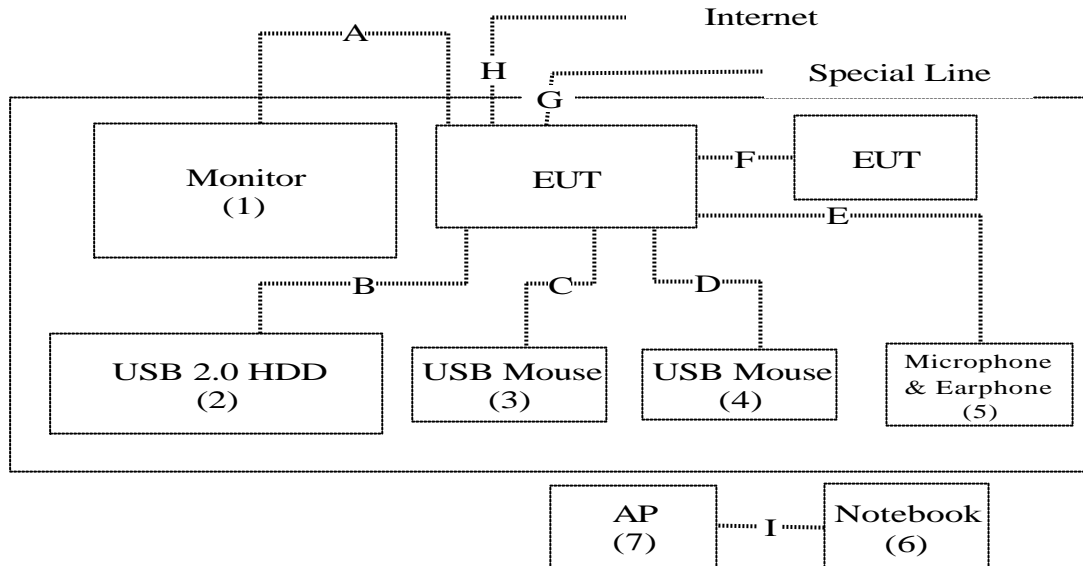 Internet
A
H
Special Line
G
Monitor
(1)
EUT
F
EUT
E
B
C
D
USB 2.0 HDD
(2)
USB Mouse
(3)
USB Mouse
(4)
Microphone
& Earphone
(5)
AP
(7)
I
Notebook
(6)